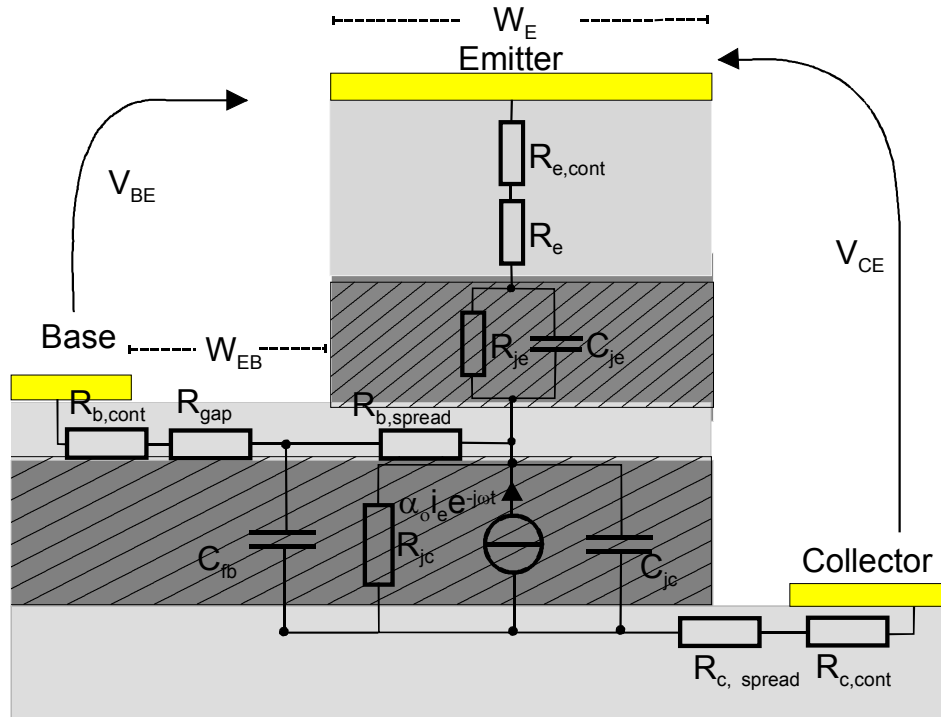 W_E
Emitter
R_e,cont
V_BE
R_e
V_CE
Base
W_EB
R_je
C_je
R_b,cont
R_gap
R_b,spread
α_o i_e e^-jωt
C_fb
R_jc
C_jc
Collector
R_c, spread
R_c,cont